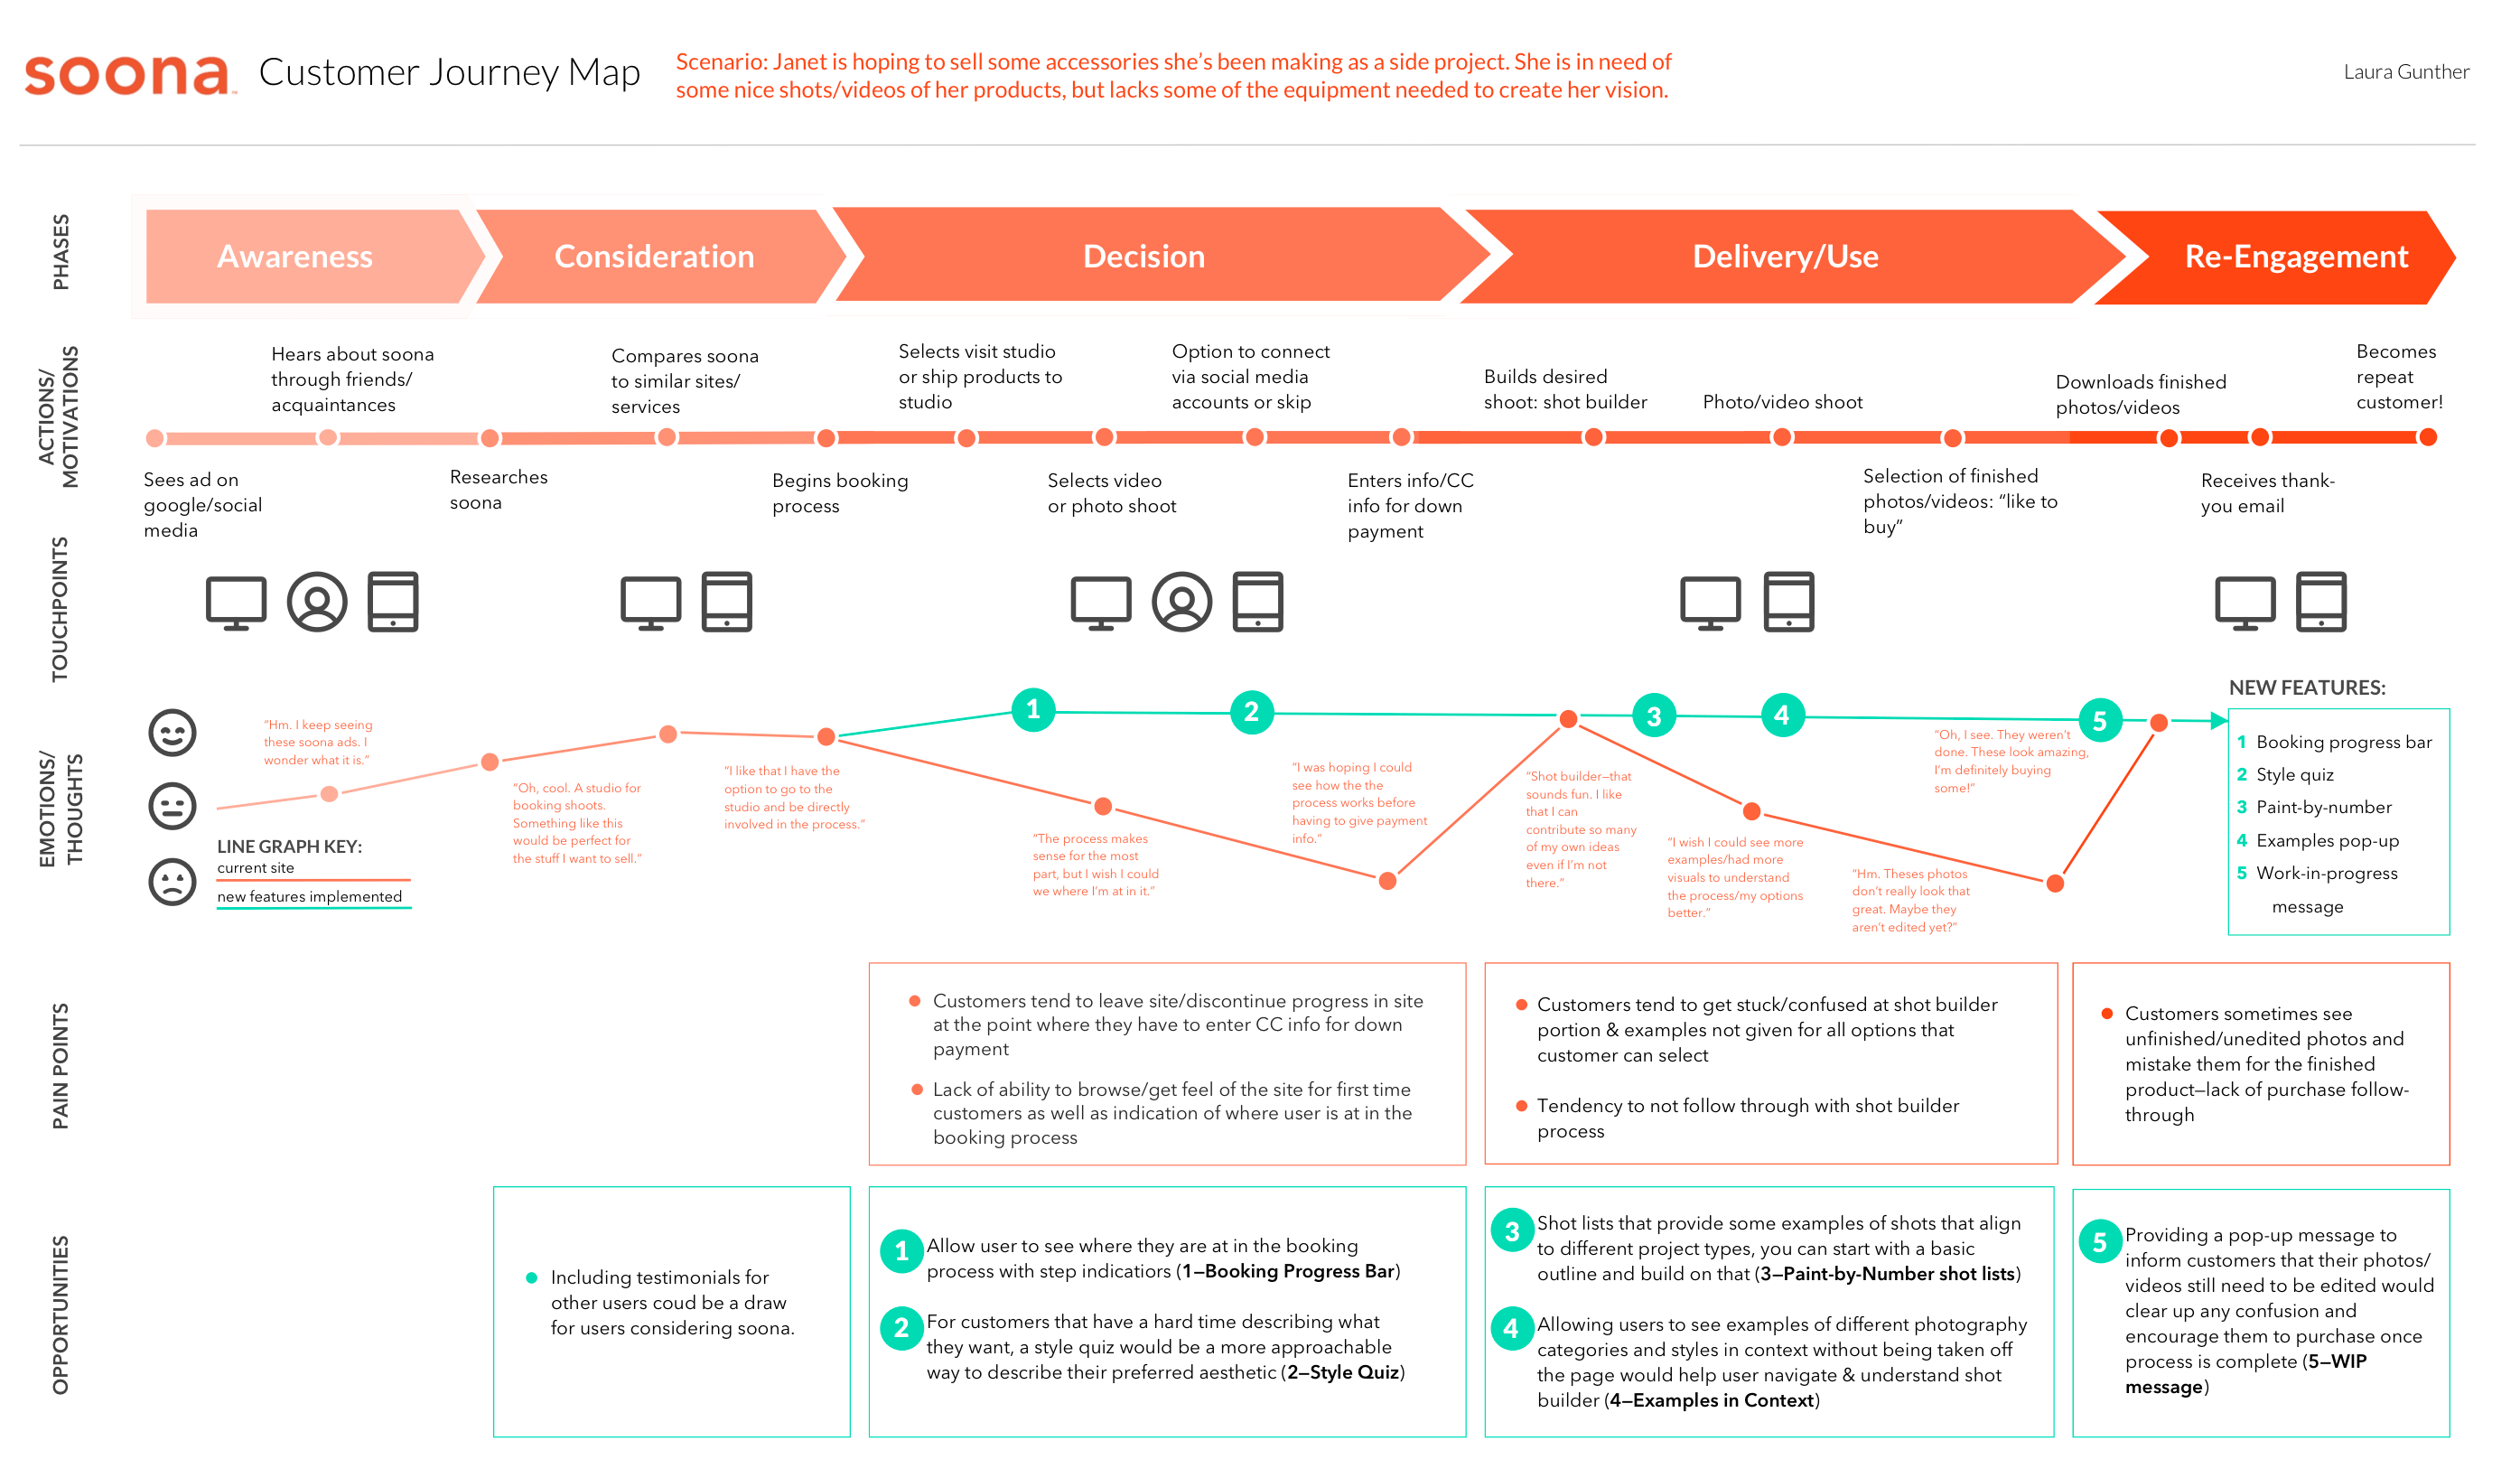 soona
Customer Journey Map
Scenario: Janet is hoping to sell some accessories she's been making as a side project. She is in need of
some nice shots/videos of her products, but lacks some of the equipment needed to create her vision.
Laura Gunther
PHASES
Awareness
Consideration
Decision
Delivery/Use
Re-Engagement
ACTIONS/
MOTIVATIONS
Sees ad on
google/social
media
Hears about soona
through friends/
acquaintances
Researches
soona
Compares soona
to similar sites/
services
Begins booking
process
Selects visit studio
or ship products to
studio
Selects video
or photo shoot
Option to connect
via social media
accounts or skip
Enters info/CC
info for down
payment
Builds desired
shoot: shot builder
Photo/video shoot
Selection of finished
photos/videos: "like to
buy"
Downloads finished
photos/videos
Receives thank-
you email
Becomes
repeat
customer!
TOUCHPOINTS
EMOTIONS/
THOUGHTS
"Hm. I keep seeing
these soona ads. I
wonder what it is."
LINE GRAPH KEY:
current site
new features implemented
"Oh, cool. A studio for
booking shoots.
Something like this
would be perfect for
the stuff I want to sell."
"I like that I have the
option to go to the
studio and be directly
involved in the process."
1
2
"The process makes
sense for the most
part, but I wish I could
we where I'm at in it."
"I was hoping I could
see how the the
process works before
having to give payment
info."
"Shot builder—that
sounds fun. I like
that I can
contribute so many
of my own ideas
even if I'm not
there."
3
4
"I wish I could see more
examples/had more
visuals to understand
the process/my options
better."
"Hm. Theses photos
don't really look that
great. Maybe they
aren't edited yet?"
"Oh, I see. They weren't
done. These look amazing,
I'm definitely buying
some!"
5
NEW FEATURES:
1 Booking progress bar
2 Style quiz
3 Paint-by-number
4 Examples pop-up
5 Work-in-progress
message
PAIN POINTS
Customers tend to leave site/discontinue progress in site
at the point where they have to enter CC info for down
payment
Lack of ability to browse/get feel of the site for first time
customers as well as indication of where user is at in the
booking process
Customers tend to get stuck/confused at shot builder
portion & examples not given for all options that
customer can select
Tendency to not follow through with shot builder
process
Customers sometimes see
unfinished/unedited photos and
mistake them for the finished
product—lack of purchase follow-
through
OPPORTUNITIES
Including testimonials for
other users coud be a draw
for users considering soona.
1 Allow user to see where they are at in the booking
process with step indicatiors (1—Booking Progress Bar)
2 For customers that have a hard time describing what
they want, a style quiz would be a more approachable
way to describe their preferred aesthetic (2—Style Quiz)
3 Shot lists that provide some examples of shots that align
to different project types, you can start with a basic
outline and build on that (3—Paint-by-Number shot lists)
4 Allowing users to see examples of different photography
categories and styles in context without being taken off
the page would help user navigate & understand shot
builder (4—Examples in Context)
5 Providing a pop-up message to
inform customers that their photos/
videos still need to be edited would
clear up any confusion and
encourage them to purchase once
process is complete (5—WIP
message)